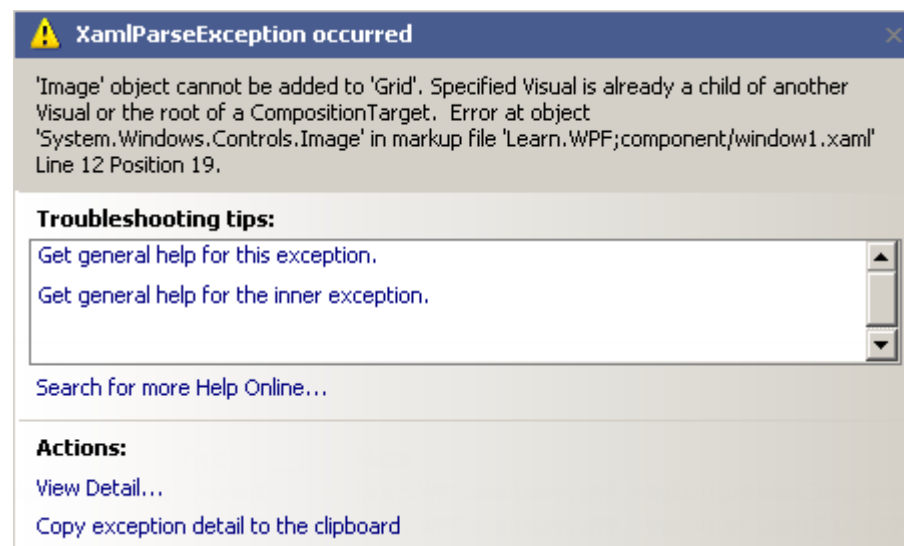 XamlParseException occurred
'Image' object cannot be added to 'Grid'. Specified Visual is already a child of another
Visual or the root of a CompositionTarget.  Error at object
'System.Windows.Controls.Image' in markup file 'Learn.WPF;component/window1.xaml'
Line 12 Position 19.
Troubleshooting tips:
Get general help for this exception.
Get general help for the inner exception.
Search for more Help Online...
Actions:
View Detail...
Copy exception detail to the clipboard